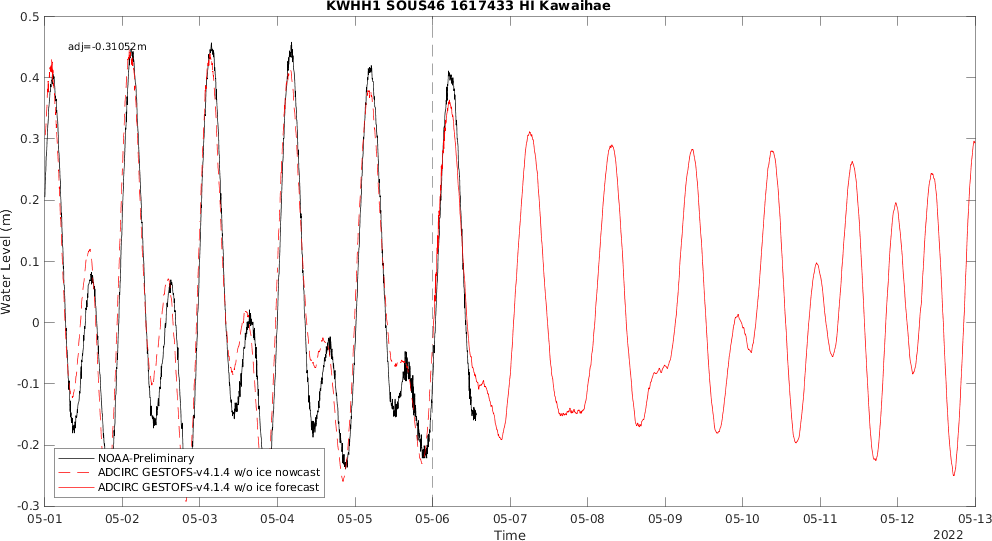 KWHH1 SOUS46 1617433 HI Kawaihae
adj=-0.31052m
0.5
0.4
0.3
0.2
0.1
0
-0.1
-0.2
-0.3
Water Level (m)
NOAA-Preliminary
ADCIRC GESTOFS-v4.1.4 w/o ice nowcast
ADCIRC GESTOFS-v4.1.4 w/o ice forecast
05-01 05-02 05-03 05-04 05-05 05-06 05-07 05-08 05-09 05-10 05-11 05-12 05-13
Time
2022